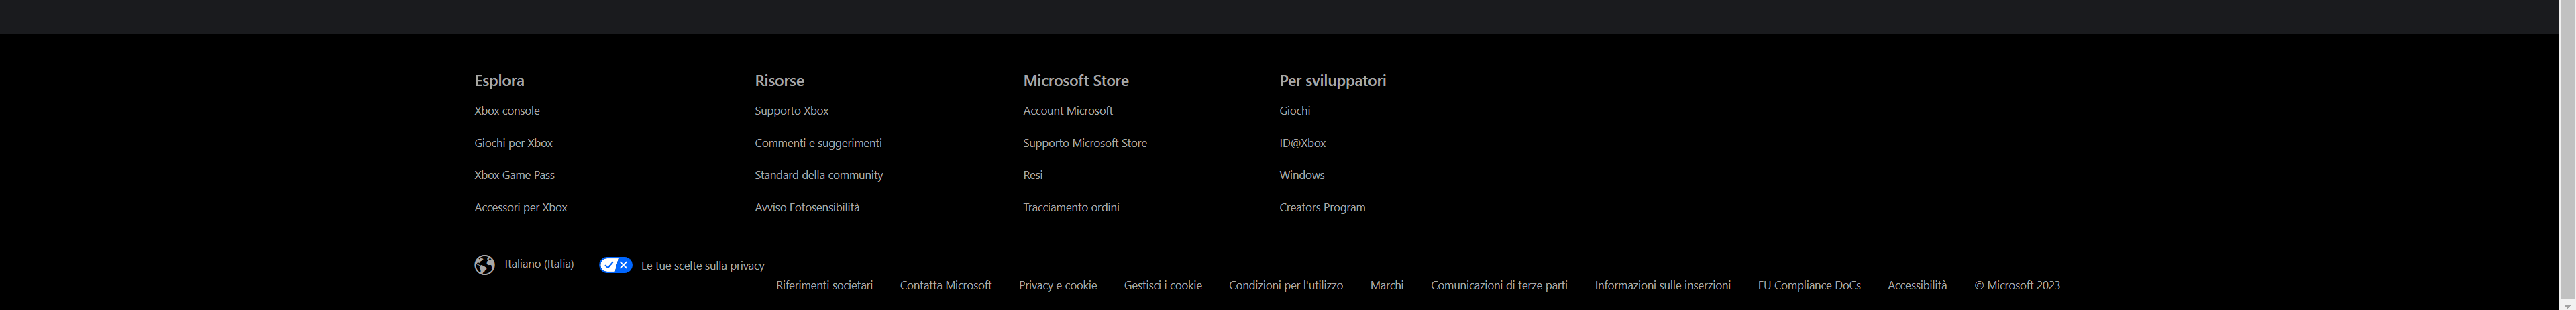 Esplora
Xbox console
Giochi per Xbox
Xbox Game Pass
Accessori per Xbox
Risorse
Supporto Xbox
Commenti e suggerimenti
Standard della community
Avviso Fotosensibilità
Microsoft Store
Account Microsoft
Supporto Microsoft Store
Resi
Tracciamento ordini
Per sviluppatori
Giochi
ID@Xbox
Windows
Creators Program
Italiano (Italia) Le tue scelte sulla privacy
Riferimenti societari Contatta Microsoft Privacy e cookie Gestisci i cookie Condizioni per l'utilizzo Marchi Comunicazioni di terze parti Informazioni sulle inserzioni EU Compliance DoCs Accessibilità © Microsoft 2023